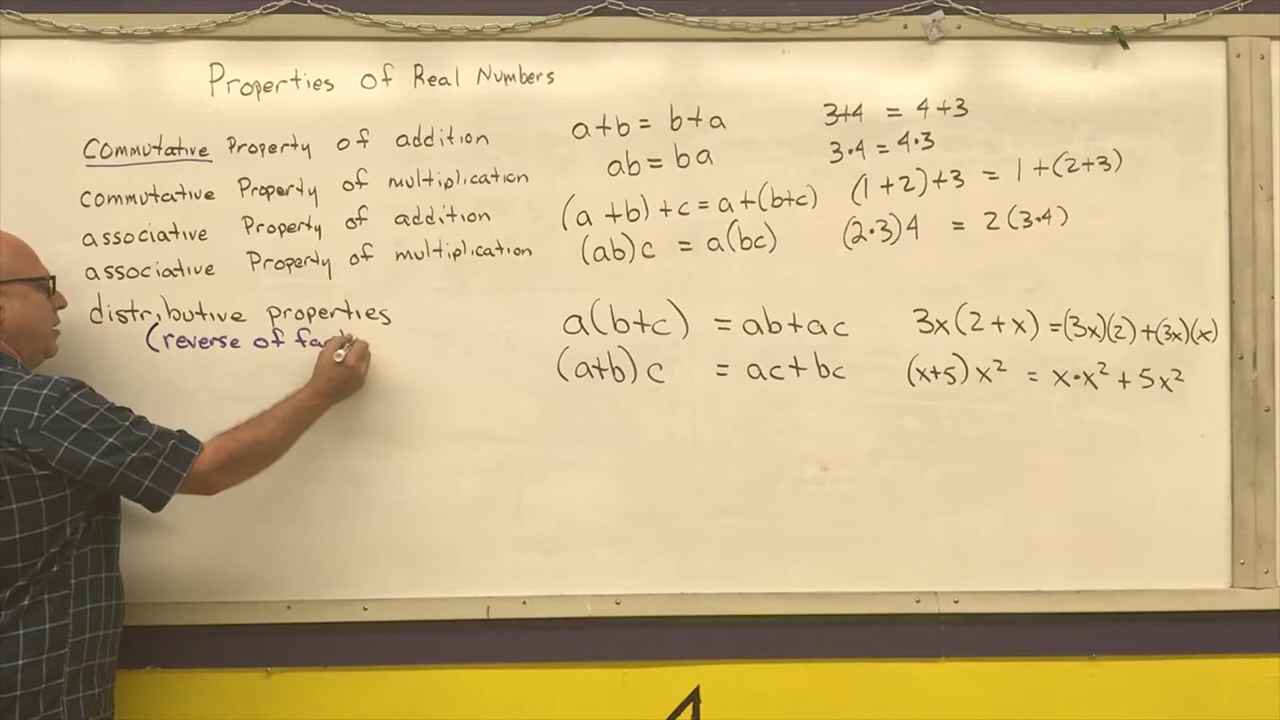 Properties of Real Numbers
Commutative Property of addition a+b = b+a 3+4 = 4+3
commutative Property of multiplication ab = ba 3·4 = 4·3
associative Property of addition (a+b)+c = a+(b+c) (1+2)+3 = 1+(2+3)
associative Property of multiplication (ab)c = a(bc) (2·3)4 = 2(3·4)
distributive properties a(b+c) = ab+ac 3x(2+x) = (3x)(2)+(3x)(x)
(reverse of
(a+b)c = ac+bc (x+5)x² = x·x²+5x²